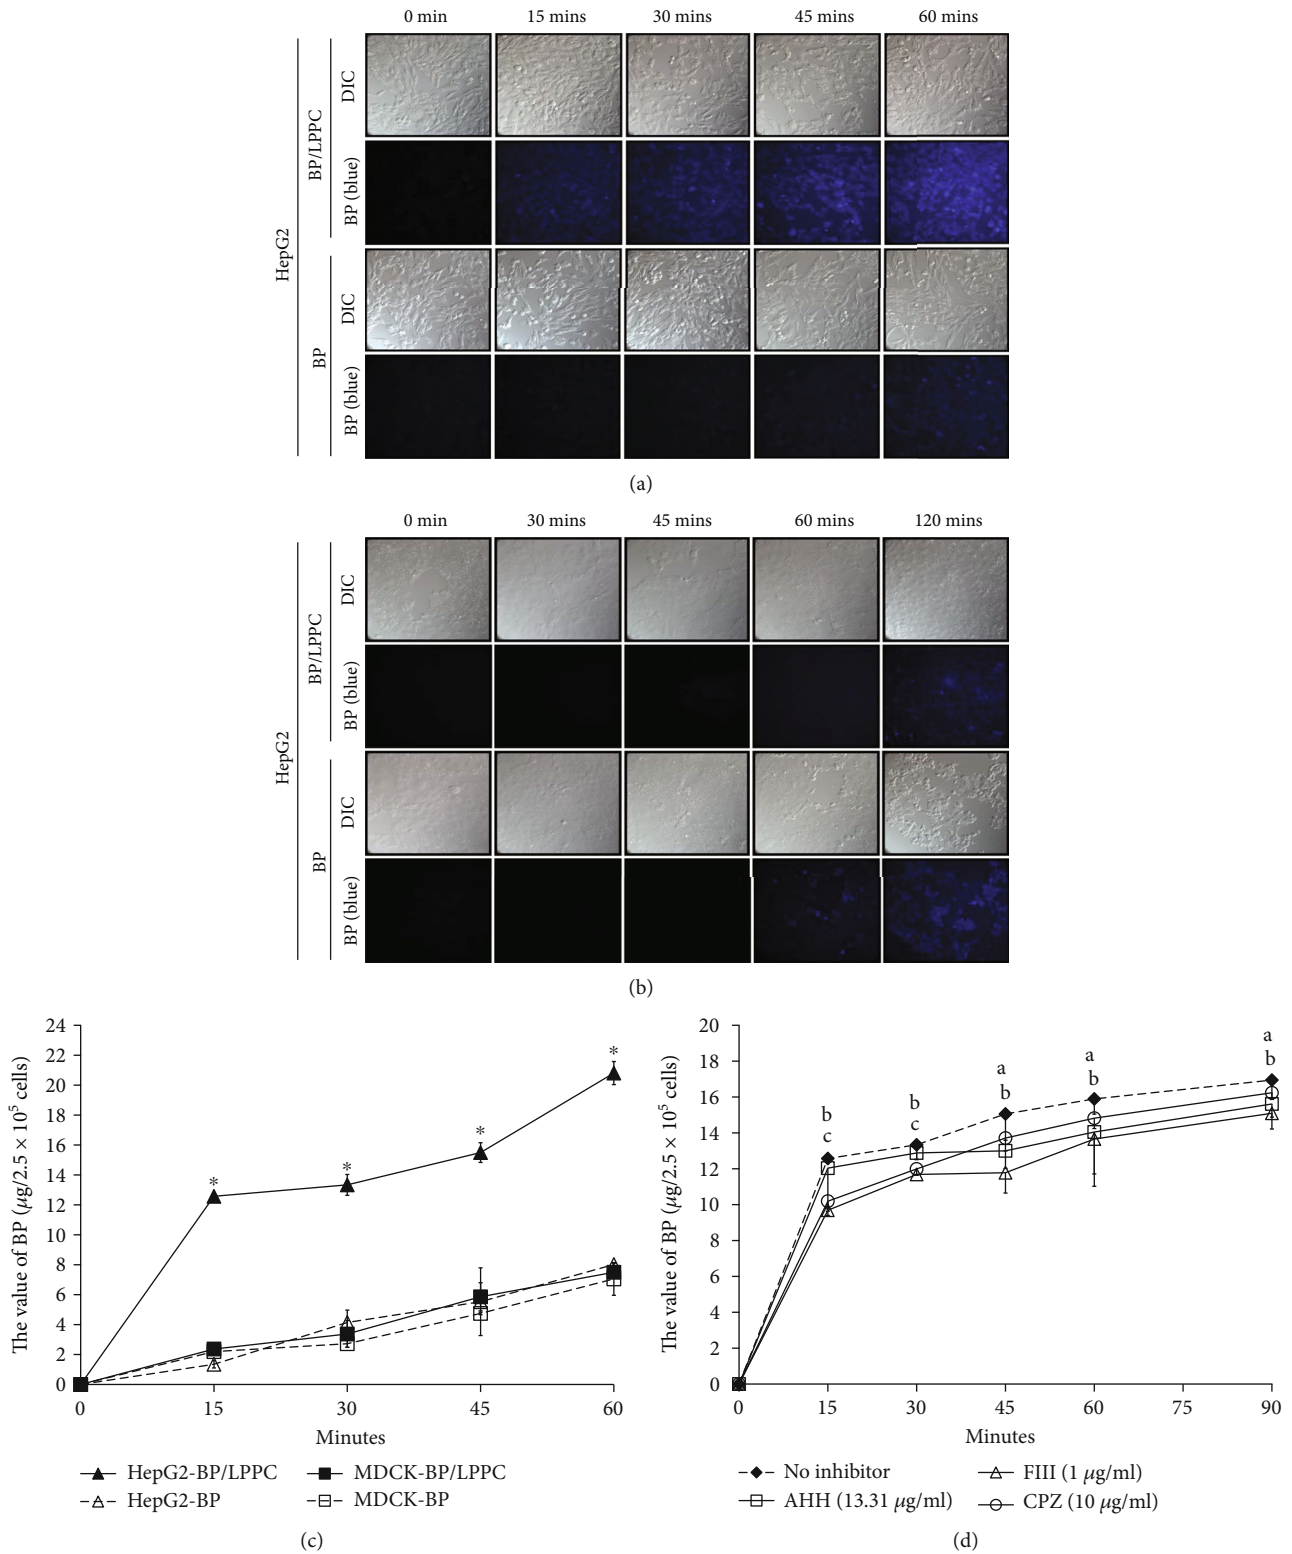 0 min 15 mins 30 mins 45 mins 60 mins
HepG2
BP/LPPC
DIC
BP (blue)
BP
DIC
BP (blue)
(a)
0 min 30 mins 45 mins 60 mins 120 mins
HepG2
BP/LPPC
DIC
BP (blue)
BP
DIC
BP (blue)
(b)
The value of BP (μg/2.5 × 10⁵ cells)
24
22
20
18
16
14
12
10
8
6
4
2
0
* * * *
0 15 30 45 60
Minutes
HepG2-BP/LPPC MDCK-BP/LPPC
HepG2-BP MDCK-BP
(c)
The value of BP (μg/2.5 × 10⁵ cells)
20
18
16
14
12
10
8
6
4
2
0
b
c
b
c
a
b
a
b
a
b
0 15 30 45 60 75 90
Minutes
No inhibitor FIII (1 μg/ml)
AHH (13.31 μg/ml) CPZ (10 μg/ml)
(d)